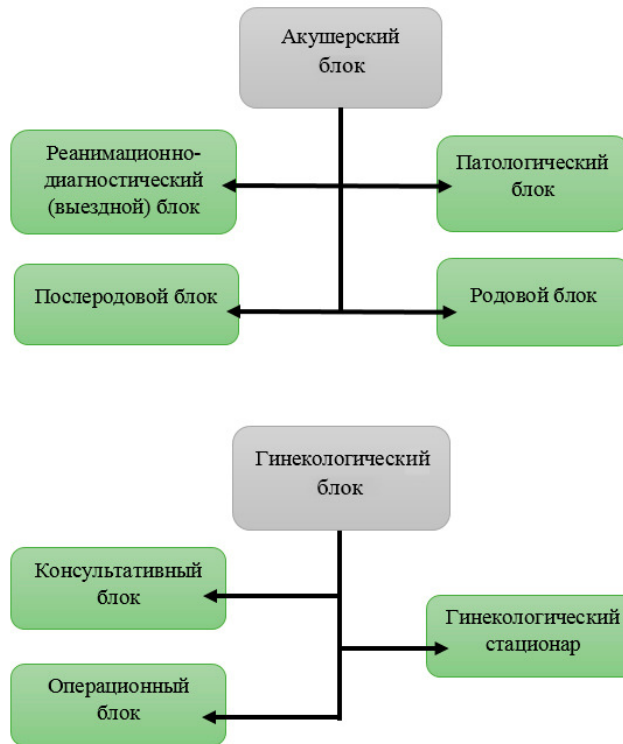 Акушерский
блок
Реанимационно-
диагностический
(выездной) блок
Патологический
блок
Послеродовой блок
Родовой блок
Гинекологический
блок
Консультативный
блок
Гинекологический
стационар
Операционный
блок